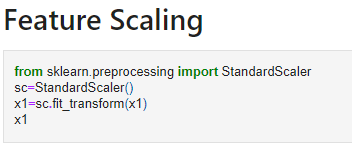 Feature Scaling
from sklearn.preprocessing import StandardScaler
sc=StandardScaler()
x1=sc.fit_transform(x1)
x1